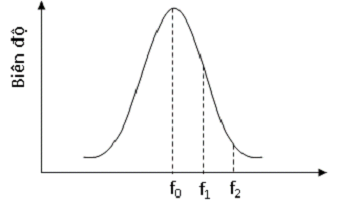 Biên độ
f₀ f₁ f₂